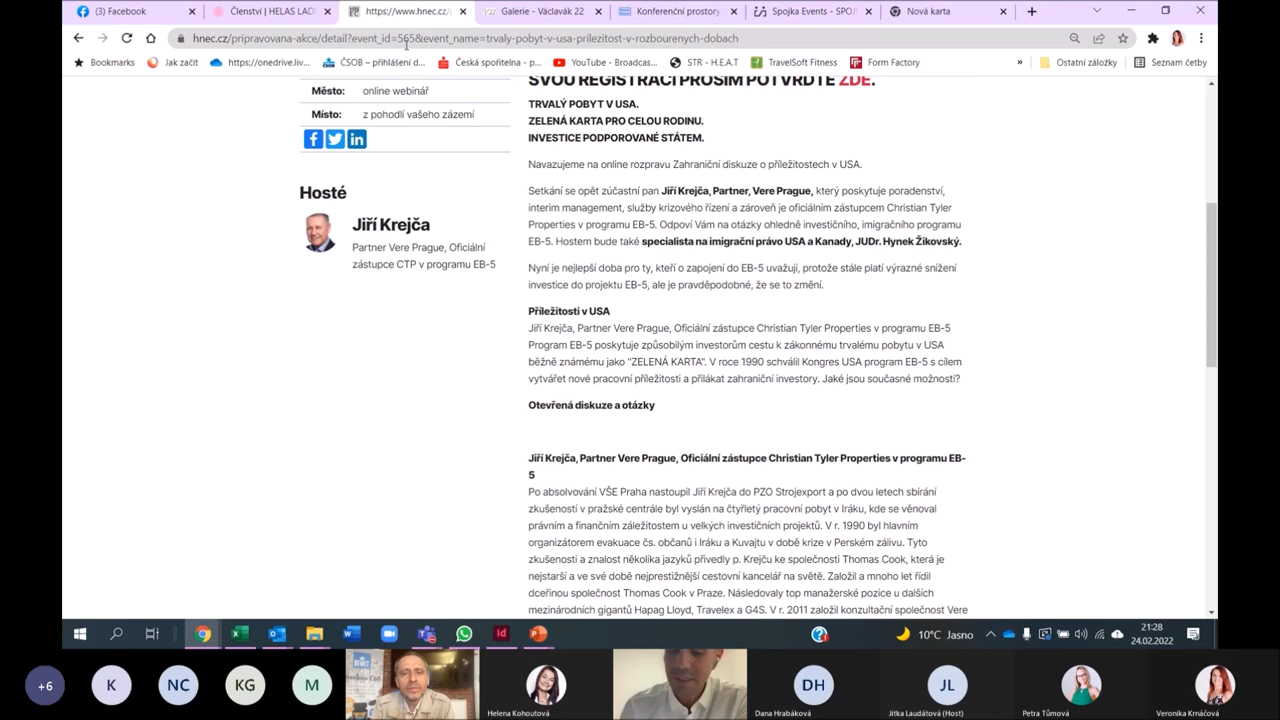 (3) Facebook
Členství | HELAS LAD
https://www.hnec.cz/
Galerie - Václavák 22
Konferenční prostory
Spojka Events - SPOJ
Nová karta
hnec.cz/pripravovana-akce/detail?event_id=565&event_name=trvaly-pobyt-v-usa-prilezitost-v-rozbourenych-dobach
Bookmarks
Jak začít
https://onedrive.liv...
ČSOB – přihlášení d...
Česká spořitelna - p...
YouTube - Broadcas...
STR - H.E.A.T
TravelSoft Fitness
Form Factory
»
Ostatní záložky
Seznam četby
SVOU REGISTRACI PROSÍM POTVRĎTE ZDE.
Město: online webinář
Místo: z pohodlí vašeho zázemí
Hosté
Jiří Krejča
Partner Vere Prague, Oficiální
zástupce CTP v programu EB-5
TRVALÝ POBYT V USA.
ZELENÁ KARTA PRO CELOU RODINU.
INVESTICE PODPOROVANÉ STÁTEM.
Navazujeme na online rozpravu Zahraniční diskuze o příležitostech v USA.
Setkání se opět zúčastní pan Jiří Krejča, Partner, Vere Prague, který poskytuje poradenství,
interim management, služby krizového řízení a zároveň je oficiálním zástupcem Christian Tyler
Properties v programu EB-5. Odpoví Vám na otázky ohledně investičního, imigračního programu
EB-5. Hostem bude také specialista na imigrační právo USA a Kanady, JUDr. Hynek Žikovský.
Nyní je nejlepší doba pro ty, kteří o zapojení do EB-5 uvažují, protože stále platí výrazné snížení
investice do projektu EB-5, ale je pravděpodobné, že se to změní.
Příležitosti v USA
Jiří Krejča, Partner Vere Prague, Oficiální zástupce Christian Tyler Properties v programu EB-5
Program EB-5 poskytuje způsobilým investorům cestu k zákonnému trvalému pobytu v USA
běžně známému jako "ZELENÁ KARTA". V roce 1990 schválil Kongres USA program EB-5 s cílem
vytvářet nové pracovní příležitosti a přilákat zahraniční investory. Jaké jsou současné možnosti?
Otevřená diskuze a otázky
Jiří Krejča, Partner Vere Prague, Oficiální zástupce Christian Tyler Properties v programu EB-
5
Po absolvování VŠE Praha nastoupil Jiří Krejča do PZO Strojexport a po dvou letech sbírání
zkušeností v pražské centrále byl vyslán na čtyřletý pracovní pobyt v Iráku, kde se věnoval
právním a finančním záležitostem u velkých investičních projektů. V r. 1990 byl hlavním
organizátorem evakuace čs. občanů i Iráku a Kuvajtu v době krize v Perském zálivu. Tyto
zkušenosti a znalost několika jazyků přivedly p. Krejču ke společnosti Thomas Cook, která je
nejstarší a ve své době nejprestižnější cestovní kancelář na světě. Založil a mnoho let řídil
dceřinou společnost Thomas Cook v Praze. Následovaly top manažerské pozice u dalších
mezinárodních gigantů Hapag Lloyd, Travelex a G4S. V r. 2011 založil konzultační společnost Vere
10°C Jasno
21:28
24.02.2022
+6
K
NC
KG
M
DH
JL
Helena Kohoutová
Dana Hrabáková
Jitka Laudátová (Host)
Petra Tůmová
Veronika Krnáčová